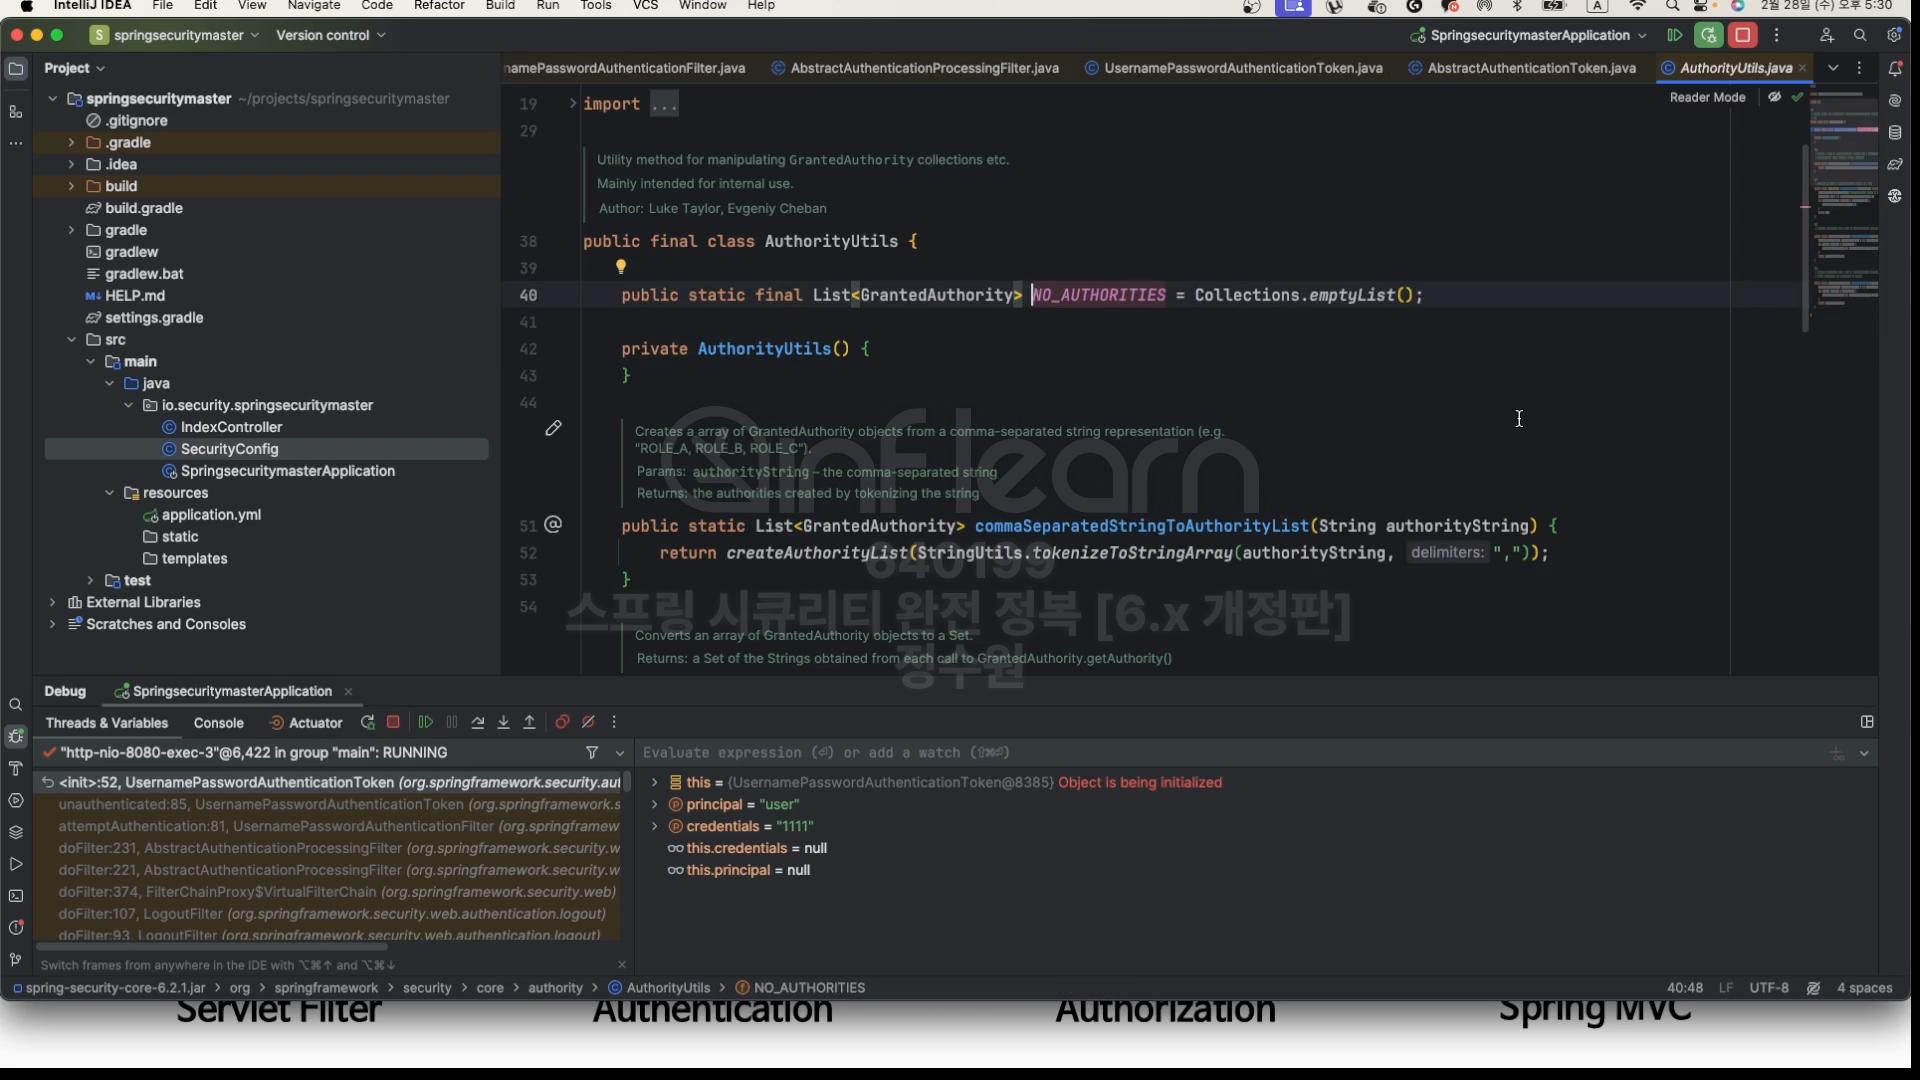 IntelliJ IDEA File Edit View Navigate Code Refactor Build Run Tools VCS Window Help A 2월 28일 (수) 오후 5:30
S springsecuritymaster Version control SpringsecuritymasterApplication
Project
namePasswordAuthenticationFilter.java AbstractAuthenticationProcessingFilter.java UsernamePasswordAuthenticationToken.java AbstractAuthenticationToken.java AuthorityUtils.java
Reader Mode
springsecuritymaster ~/projects/springsecuritymaster
.gitignore
.gradle
.idea
build
build.gradle
gradle
gradlew
gradlew.bat
HELP.md
settings.gradle
src
main
java
io.security.springsecuritymaster
IndexController
SecurityConfig
SpringsecuritymasterApplication
resources
application.yml
static
templates
test
External Libraries
Scratches and Consoles
19 import ...
29
Utility method for manipulating GrantedAuthority collections etc.
Mainly intended for internal use.
Author: Luke Taylor, Evgeniy Cheban
38 public final class AuthorityUtils {
39
40 public static final List<GrantedAuthority> NO_AUTHORITIES = Collections.emptyList();
41
42 private AuthorityUtils() {
43 }
44
Creates a array of GrantedAuthority objects from a comma-separated string representation (e.g.
"ROLE_A, ROLE_B, ROLE_C").
Params: authorityString – the comma-separated string
Returns: the authorities created by tokenizing the string
51 public static List<GrantedAuthority> commaSeparatedStringToAuthorityList(String authorityString) {
52 return createAuthorityList(StringUtils.tokenizeToStringArray(authorityString, delimiters: ","));
53 }
54
Converts an array of GrantedAuthority objects to a Set.
Returns: a Set of the Strings obtained from each call to GrantedAuthority.getAuthority()
inflearn
640199
스프링 시큐리티 완전 정복 [6.x 개정판]
정수원
Debug SpringsecuritymasterApplication
Threads & Variables Console Actuator
"http-nio-8080-exec-3"@6,422 in group "main": RUNNING
<init>:52, UsernamePasswordAuthenticationToken (org.springframework.security.aut
unauthenticated:85, UsernamePasswordAuthenticationToken (org.springframework.s
attemptAuthentication:81, UsernamePasswordAuthenticationFilter (org.springframew
doFilter:231, AbstractAuthenticationProcessingFilter (org.springframework.security.w
doFilter:221, AbstractAuthenticationProcessingFilter (org.springframework.security.w
doFilter:374, FilterChainProxy$VirtualFilterChain (org.springframework.security.web)
doFilter:107, LogoutFilter (org.springframework.security.web.authentication.logout)
doFilter:93, LogoutFilter (org.springframework.security.web.authentication.logout)
Switch frames from anywhere in the IDE with ⌥⌘↑ and ⌥⌘↓
Evaluate expression (⏎) or add a watch (⇧⌘⏎)
this = {UsernamePasswordAuthenticationToken@8385} Object is being initialized
principal = "user"
credentials = "1111"
this.credentials = null
this.principal = null
spring-security-core-6.2.1.jar > org > springframework > security > core > authority > AuthorityUtils > NO_AUTHORITIES 40:48 LF UTF-8 4 spaces
Servlet Filter Authentication Authorization Spring MVC